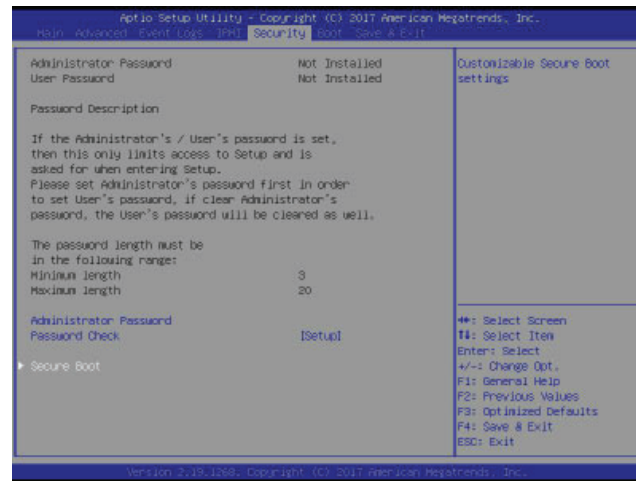 Aptio Setup Utility - Copyright (C) 2017 American Megatrends, Inc.
Main Advanced Event Logs IPMI Security Boot Save & Exit
Administrator Password Not Installed
User Password Not Installed
Password Description
If the Administrator's / User's password is set,
then this only limits access to Setup and is
asked for when entering Setup.
Please set Administrator's password first in order
to set User's password, if clear Administrator's
password, the User's password will be cleared as well.
The password length must be
in the following range:
Minimum length 3
Maximum length 20
Administrator Password
Password Check [Setup]
Secure Boot
Customizable Secure Boot
settings
↔: Select Screen
↑↓: Select Item
Enter: Select
+/-: Change Opt.
F1: General Help
F2: Previous Values
F3: Optimized Defaults
F4: Save & Exit
ESC: Exit
Version 2.19.1268. Copyright (C) 2017 American Megatrends, Inc.